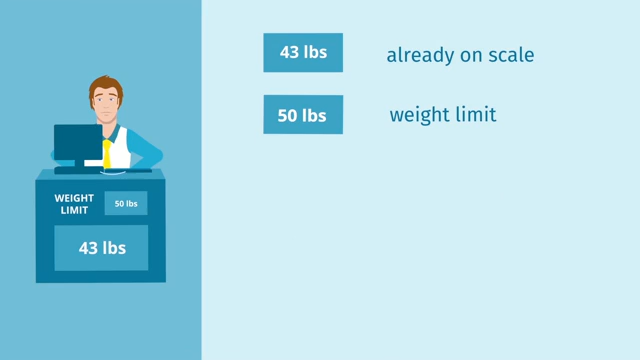 43 lbs already on scale
50 lbs weight limit
WEIGHT
LIMIT
50 lbs
43 lbs